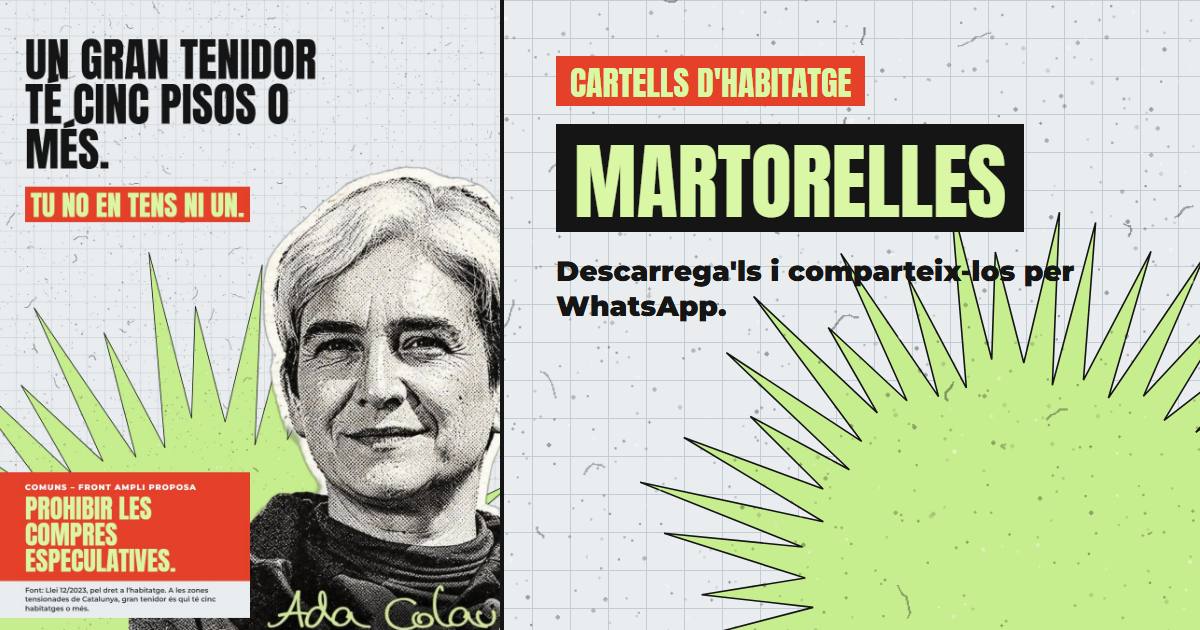 UN GRAN TENIDOR
TÉ CINC PISOS O
MÉS.
TU NO EN TENS NI UN.
COMUNS – FRONT AMPLI PROPOSA
PROHIBIR LES
COMPRES
ESPECULATIVES.
Font: Llei 12/2023, pel dret a l'habitatge. A les zones
tensionades de Catalunya, gran tenidor és qui té cinc
habitatges o més.
Ada Colau
CARTELLS D'HABITATGE
MARTORELLES
Descarrega'ls i comparteix-los per
WhatsApp.